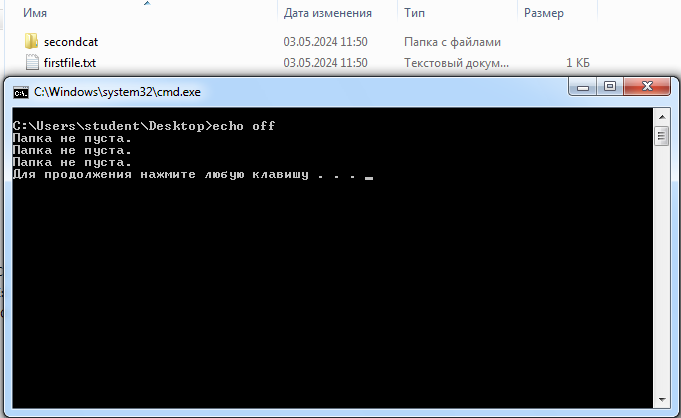 Имя Дата изменения Тип Размер
secondcat 03.05.2024 11:50 Папка с файлами
firstfile.txt 03.05.2024 11:50 Текстовый докум... 1 КБ
C:\Windows\system32\cmd.exe
C:\Users\student\Desktop>echo off
Папка не пуста.
Папка не пуста.
Папка не пуста.
Для продолжения нажмите любую клавишу . . .